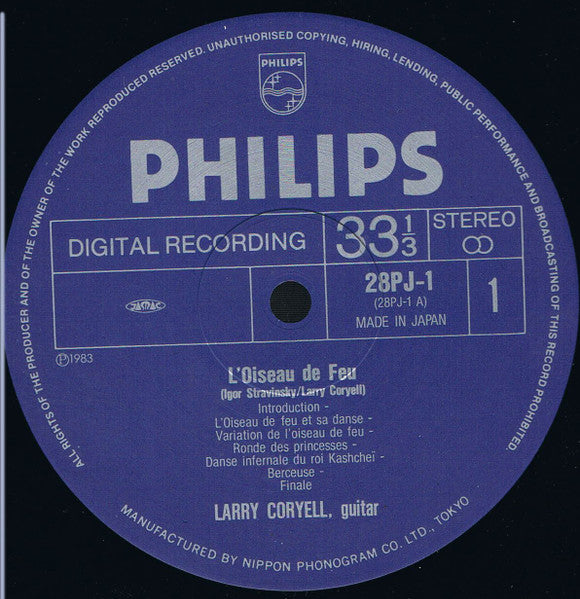 ALL RIGHTS OF THE PRODUCER AND OF THE OWNER OF THE WORK REPRODUCED RESERVED. UNAUTHORISED COPYING, HIRING, LENDING, PUBLIC PERFORMANCE AND BROADCASTING OF THIS RECORD PROHIBITED.
PHILIPS
PHILIPS
DIGITAL RECORDING
33 1/3
STEREO
JASRAC
28PJ-1
(28PJ-1 A)
MADE IN JAPAN
1
Ⓟ1983
L'Oiseau de Feu
(Igor Stravinsky/Larry Coryell)
Introduction -
L'Oiseau de feu et sa danse -
Variation de l'oiseau de feu -
Ronde des princesses -
Danse infernale du roi Kashcheï -
Berceuse -
Finale
LARRY CORYELL, guitar
MANUFACTURED BY NIPPON PHONOGRAM CO. LTD., TOKYO